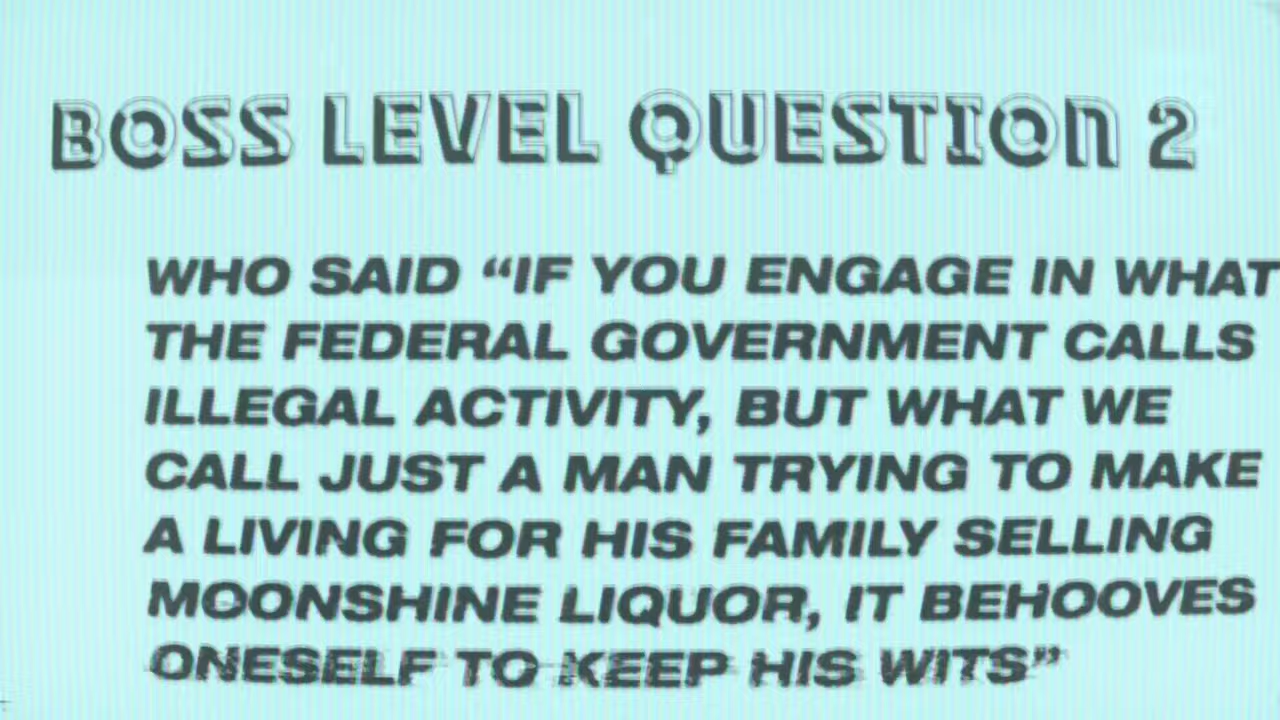 BOSS LEVEL QUESTION 2
WHO SAID “IF YOU ENGAGE IN WHAT
THE FEDERAL GOVERNMENT CALLS
ILLEGAL ACTIVITY, BUT WHAT WE
CALL JUST A MAN TRYING TO MAKE
A LIVING FOR HIS FAMILY SELLING
MOONSHINE LIQUOR, IT BEHOOVES
ONESELF TO KEEP HIS WITS”